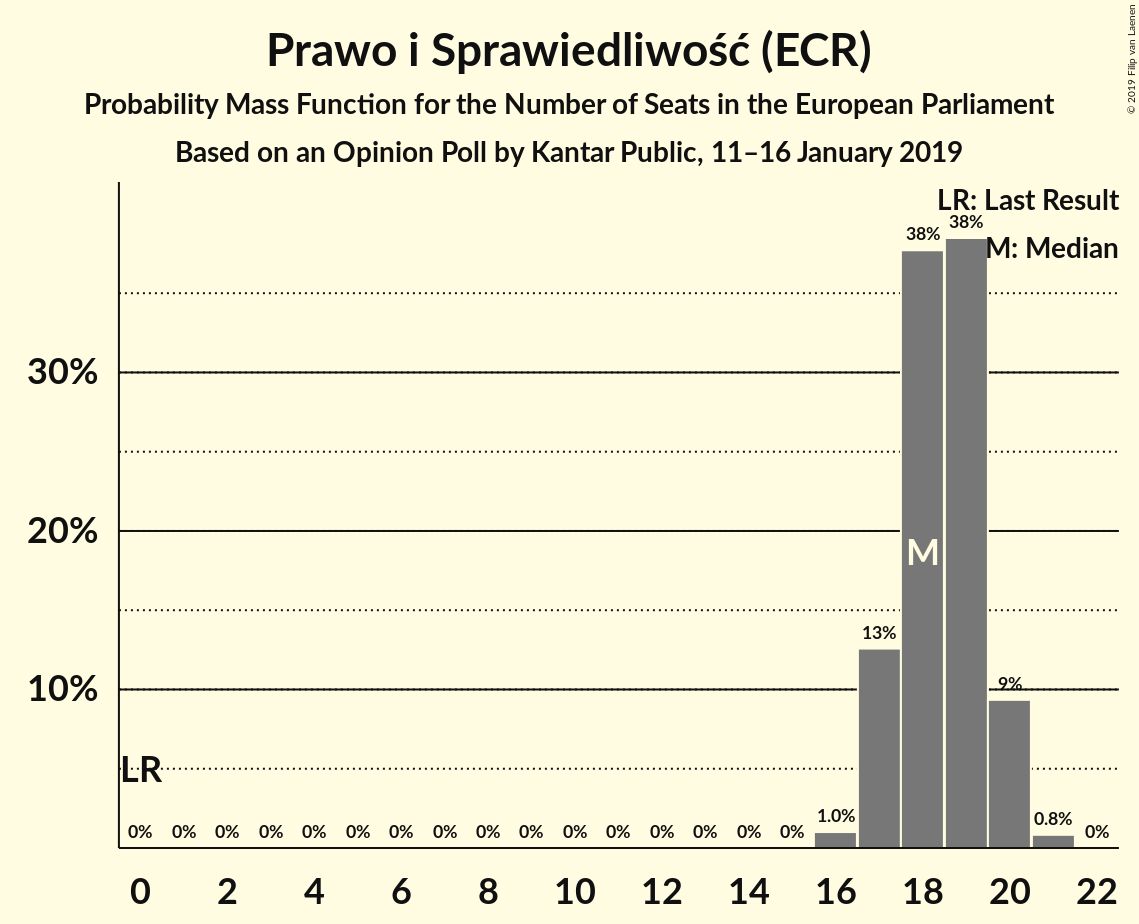 Prawo i Sprawiedliwość (ECR)
Probability Mass Function for the Number of Seats in the European Parliament
Based on an Opinion Poll by Kantar Public, 11–16 January 2019
© 2019 Filip van Laenen
LR: Last Result
M: Median
38%
38%
30%
20%
M
13%
10%
9%
LR
0% 0% 0% 0% 0% 0% 0% 0% 0% 0% 0% 0% 0% 0% 0% 0% 1.0% 0.8% 0%
0 2 4 6 8 10 12 14 16 18 20 22